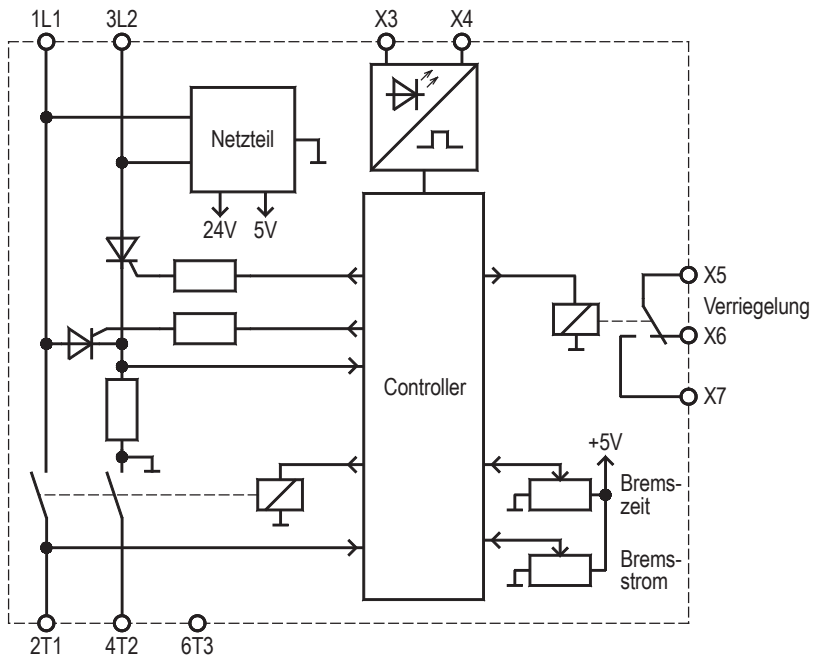 1L1 3L2 X3 X4
Netzteil
24V 5V
X5
Verriegelung
X6
Controller
X7
+5V
Brems-
zeit
Brems-
strom
2T1 4T2 6T3